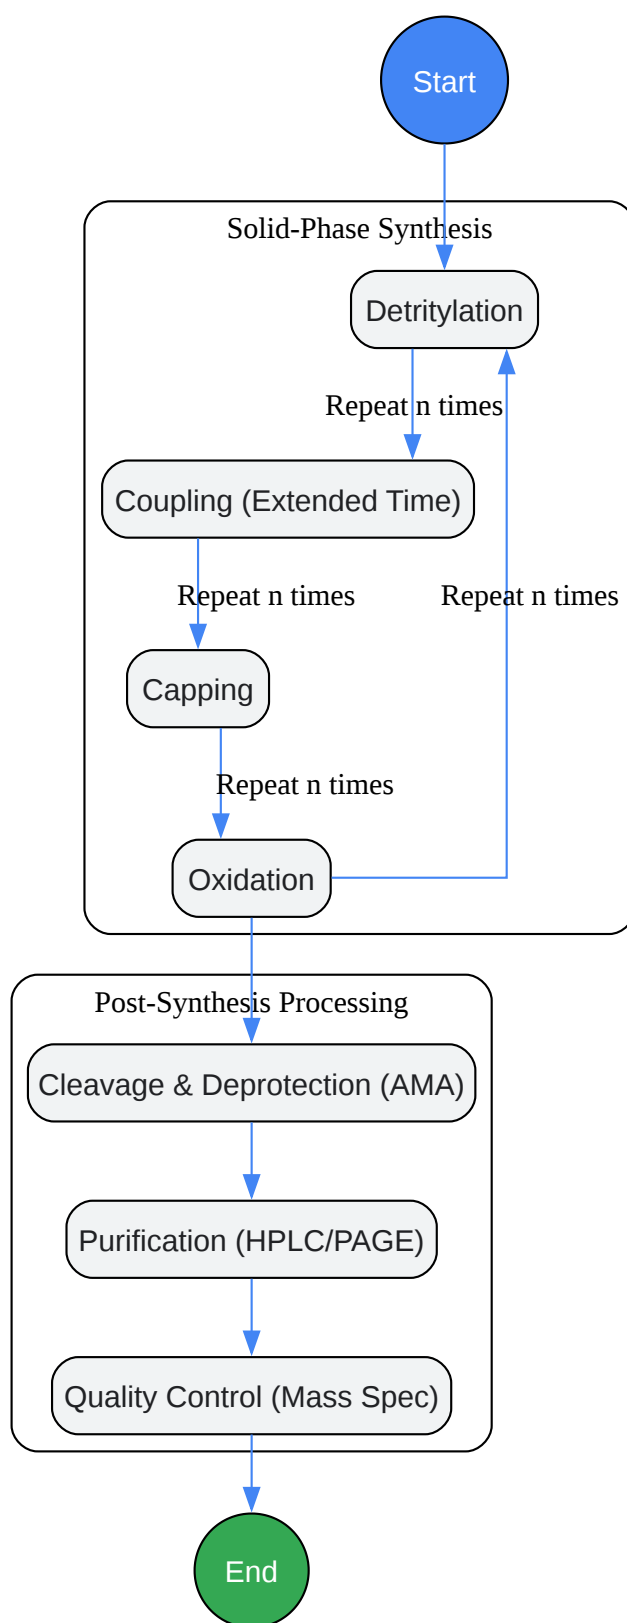 Start
Solid-Phase Synthesis
Detritylation
Repeat n times
Coupling (Extended Time)
Repeat n times
Repeat n times
Capping
Repeat n times
Oxidation
Post-Synthesis Processing
Cleavage & Deprotection (AMA)
Purification (HPLC/PAGE)
Quality Control (Mass Spec)
End